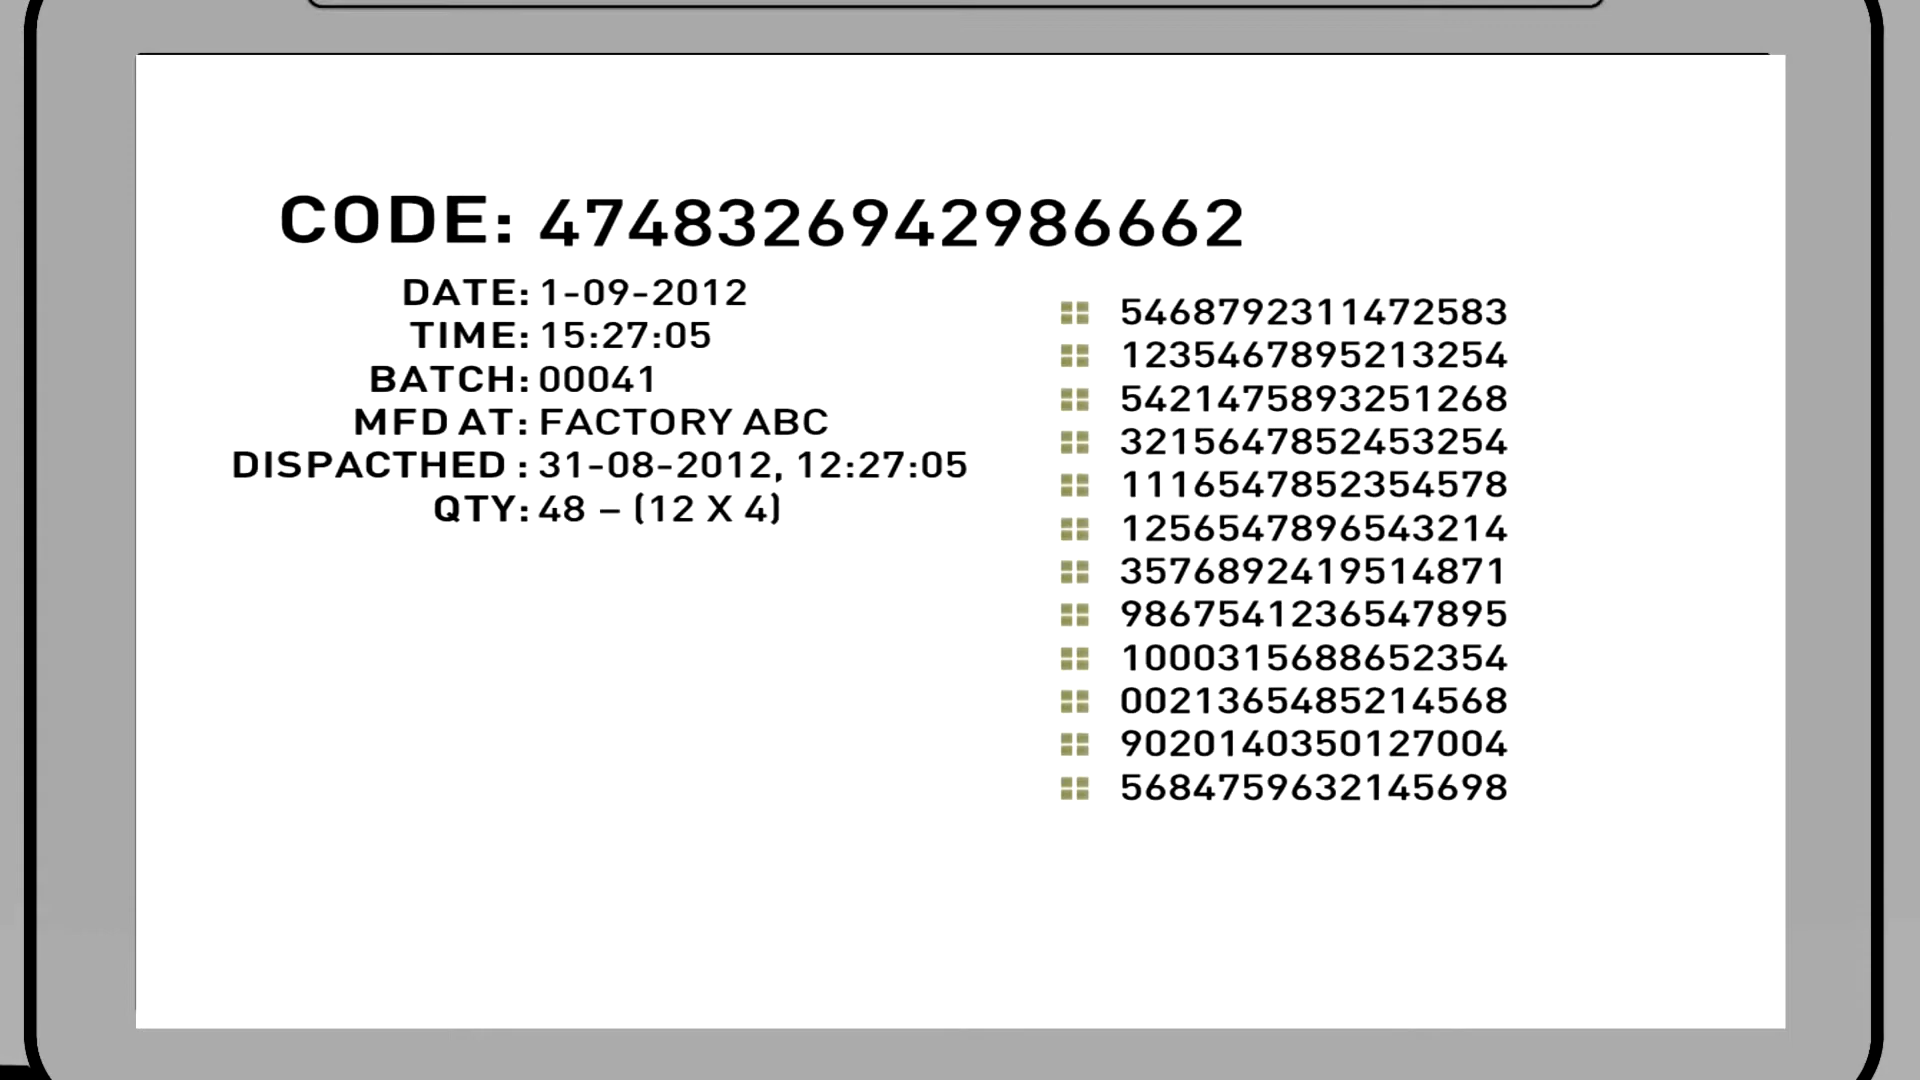 CODE: 4748326942986662
DATE: 1-09-2012
TIME: 15:27:05
BATCH: 00041
MFD AT: FACTORY ABC
DISPACTHED : 31-08-2012, 12:27:05
QTY: 48 – (12 X 4)
5468792311472583
1235467895213254
5421475893251268
3215647852453254
1116547852354578
1256547896543214
3576892419514871
9867541236547895
1000315688652354
0021365485214568
9020140350127004
5684759632145698